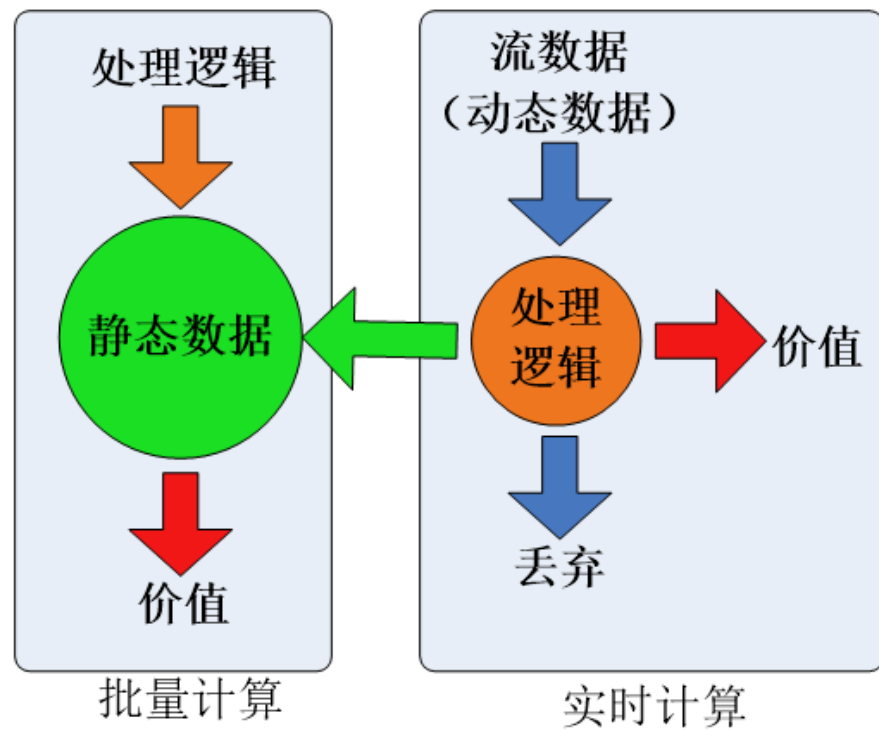 处理逻辑
静态数据
价值
批量计算
流数据
（动态数据）
处理
逻辑
价值
丢弃
实时计算